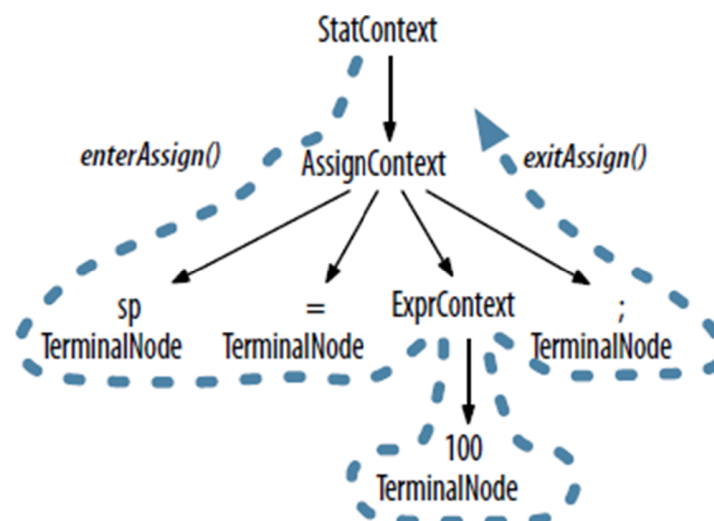 StatContext
enterAssign()
AssignContext
exitAssign()
sp
TerminalNode
=
TerminalNode
ExprContext
;
TerminalNode
100
TerminalNode